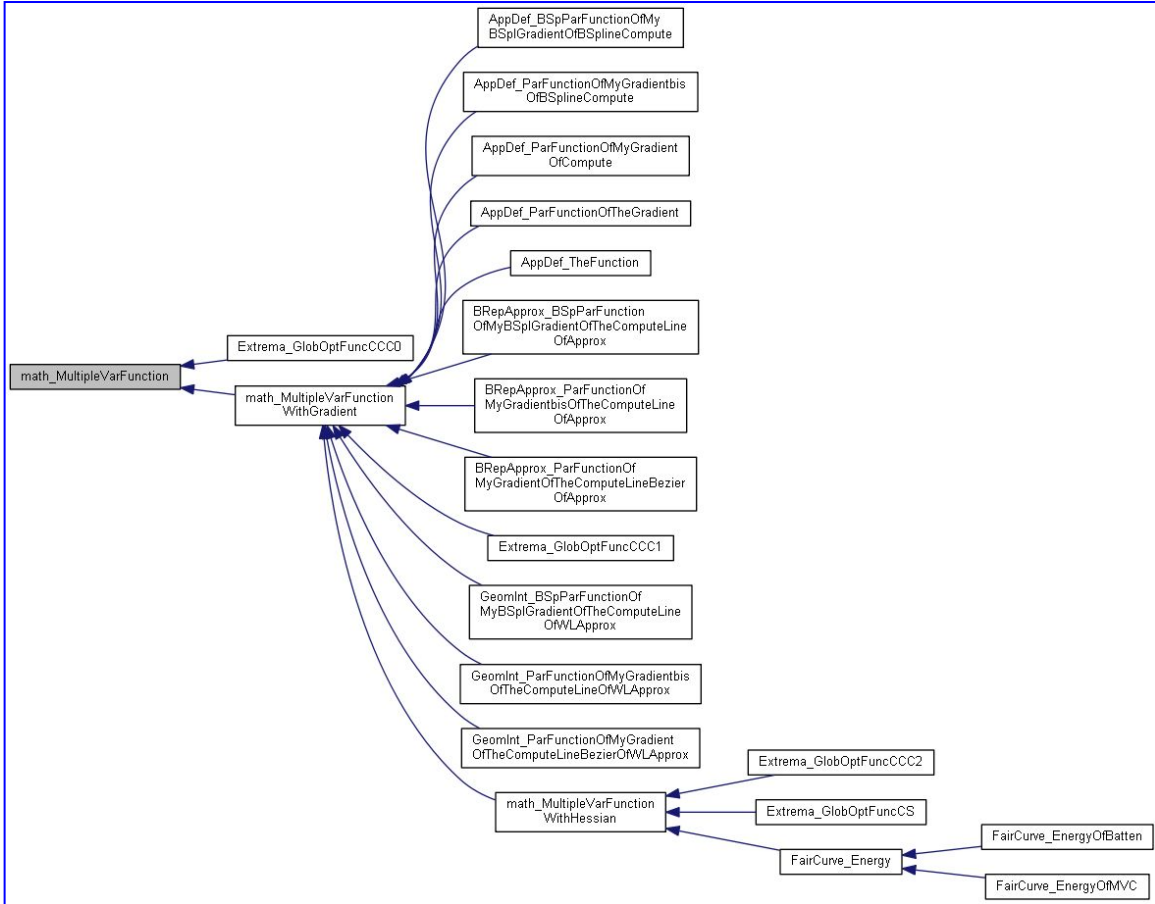 AppDef_BSpParFunctionOfMy
BSplGradientOfBSplineCompute
AppDef_ParFunctionOfMyGradientbis
OfBSplineCompute
AppDef_ParFunctionOfMyGradient
OfCompute
AppDef_ParFunctionOfTheGradient
AppDef_TheFunction
BRepApprox_BSpParFunction
OfMyBSplGradientOfTheComputeLine
OfApprox
Extrema_GlobOptFuncCCC0
math_MultipleVarFunction
math_MultipleVarFunction
WithGradient
BRepApprox_ParFunctionOf
MyGradientbisOfTheComputeLine
OfApprox
BRepApprox_ParFunctionOf
MyGradientOfTheComputeLineBezier
OfApprox
Extrema_GlobOptFuncCCC1
GeomInt_BSpParFunctionOf
MyBSplGradientOfTheComputeLine
OfWLApprox
GeomInt_ParFunctionOfMyGradientbis
OfTheComputeLineOfWLApprox
GeomInt_ParFunctionOfMyGradient
OfTheComputeLineBezierOfWLApprox
math_MultipleVarFunction
WithHessian
Extrema_GlobOptFuncCCC2
Extrema_GlobOptFuncCS
FairCurve_Energy
FairCurve_EnergyOfBatten
FairCurve_EnergyOfMVC